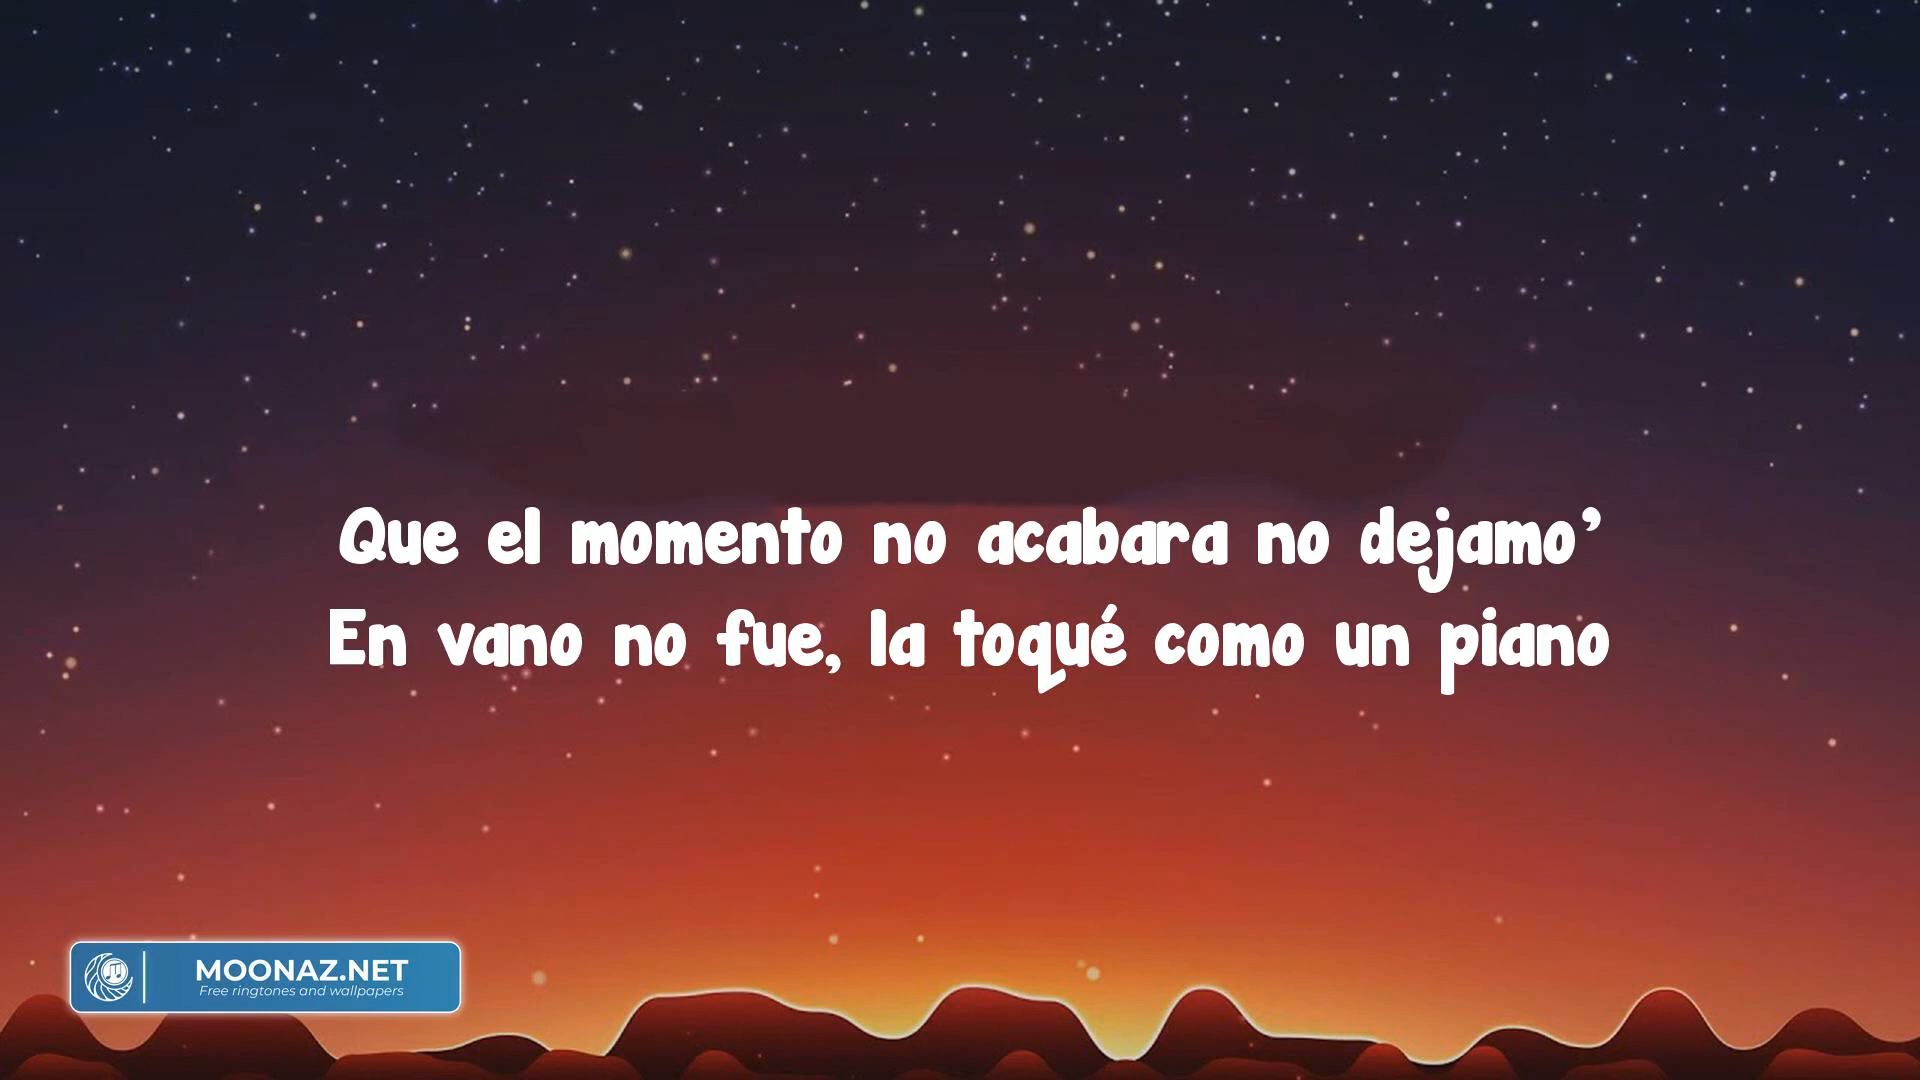 Que el momento no acabara no dejamo’
En vano no fue, la toqué como un piano
MOONAZ.NET
Free ringtones and wallpapers